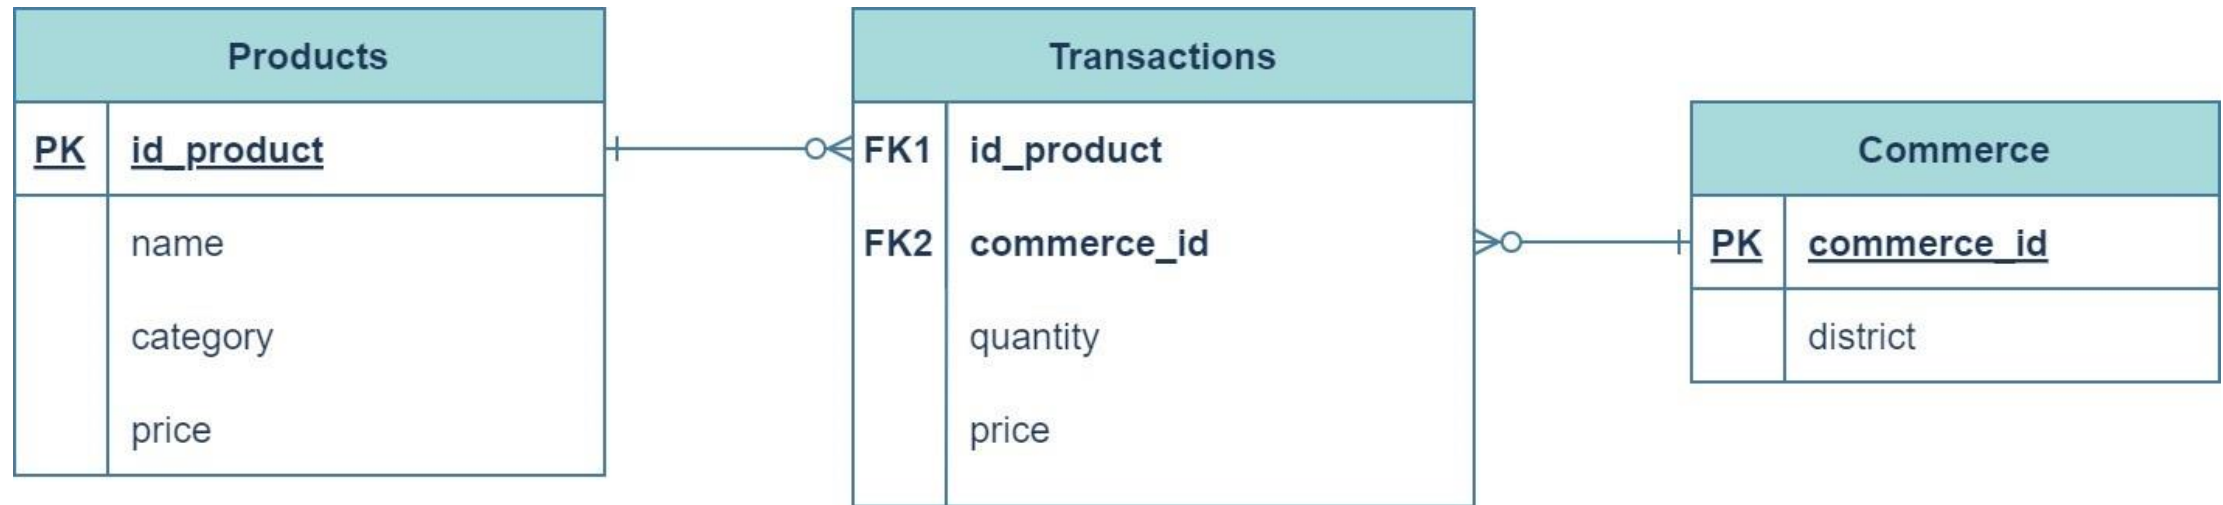 Products
PK id_product
name
category
price
Transactions
FK1 id_product
FK2 commerce_id
quantity
price
Commerce
PK commerce_id
district